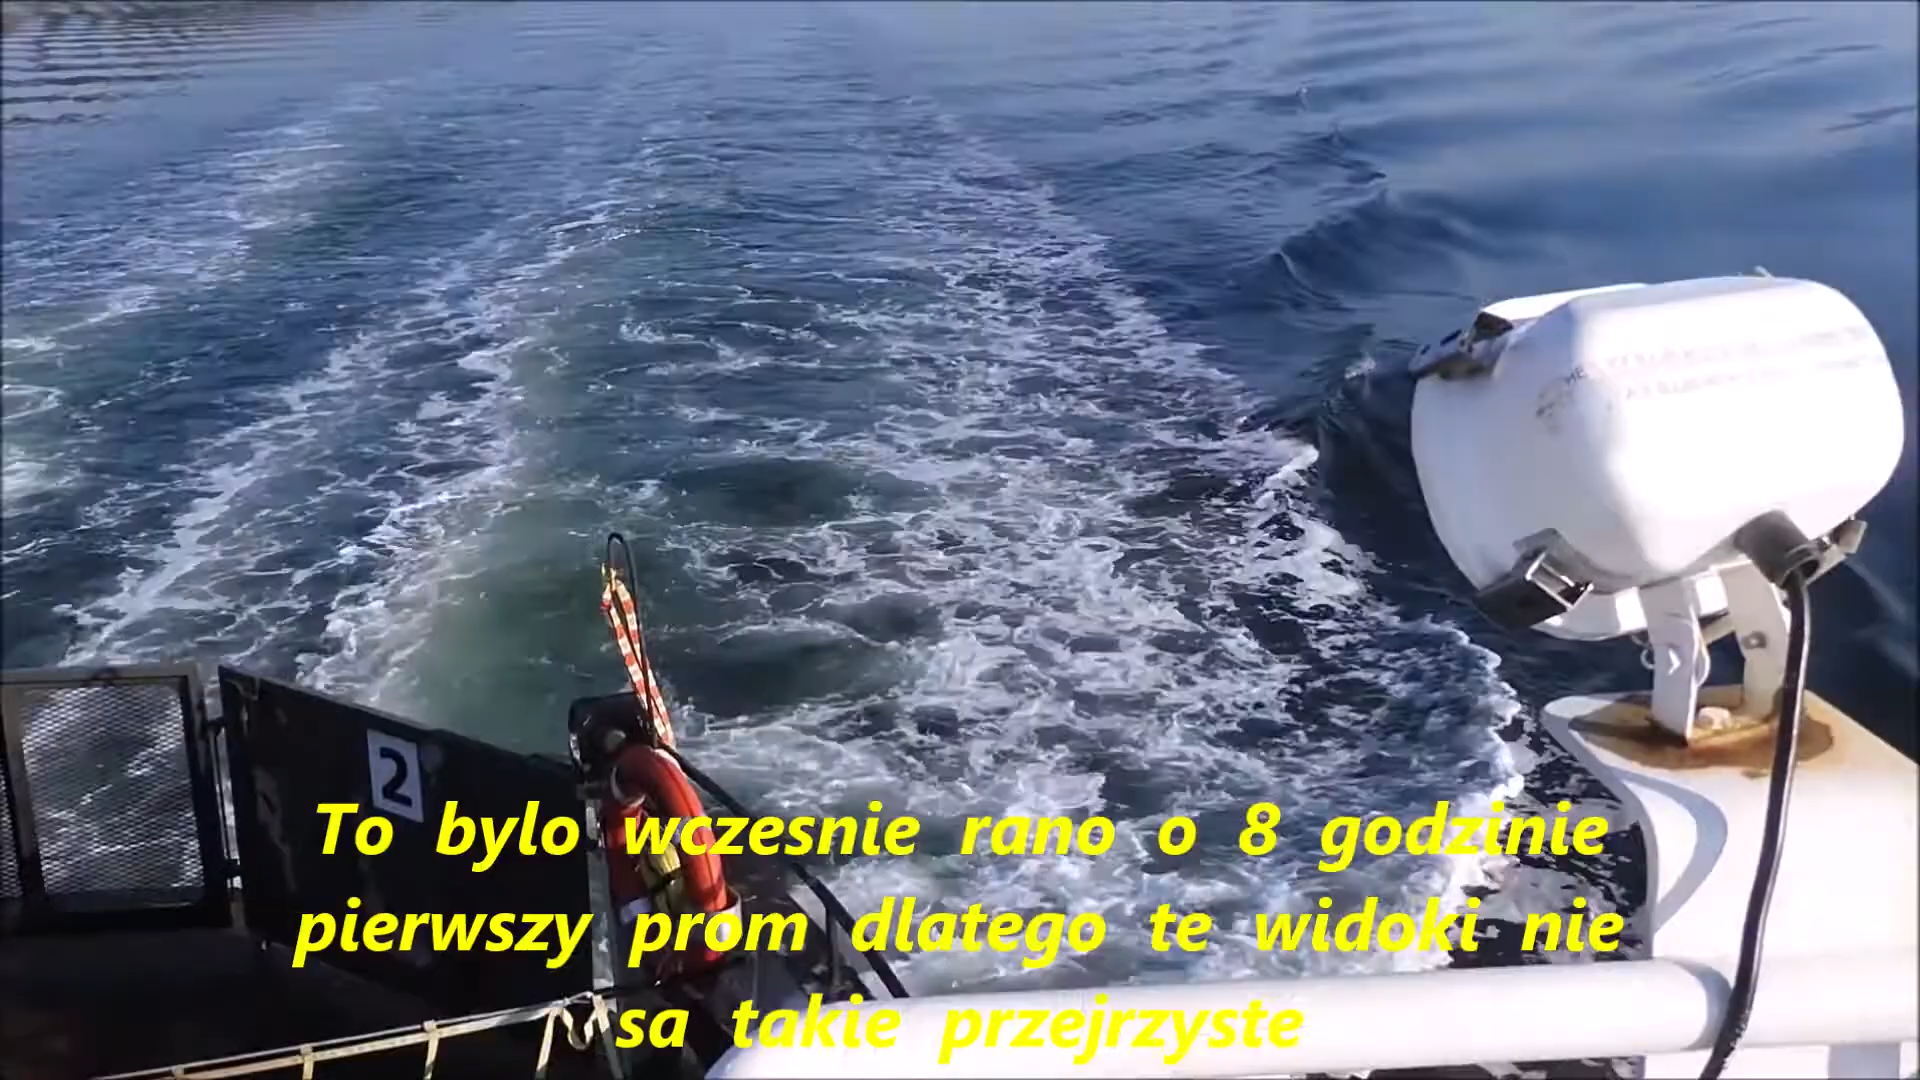 2
To bylo wczesnie rano o 8 godzinie
pierwszy prom dlatego te widoki nie
sa takie przejrzyste